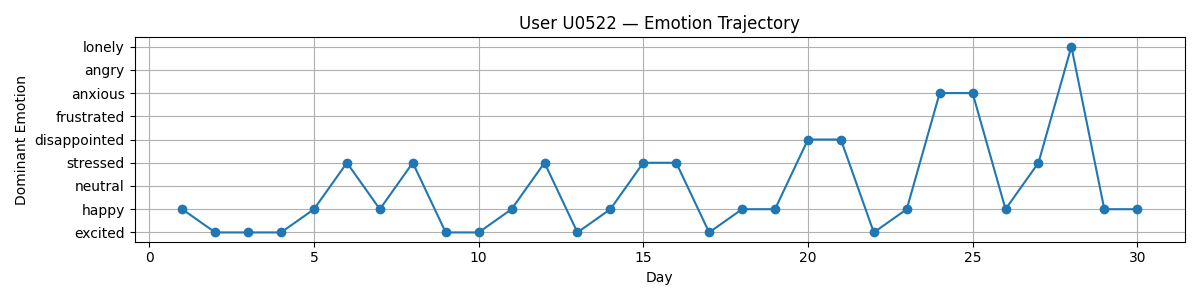 User U0522 — Emotion Trajectory
Dominant Emotion
lonely
angry
anxious
frustrated
disappointed
stressed
neutral
happy
excited
0 5 10 15 20 25 30
Day